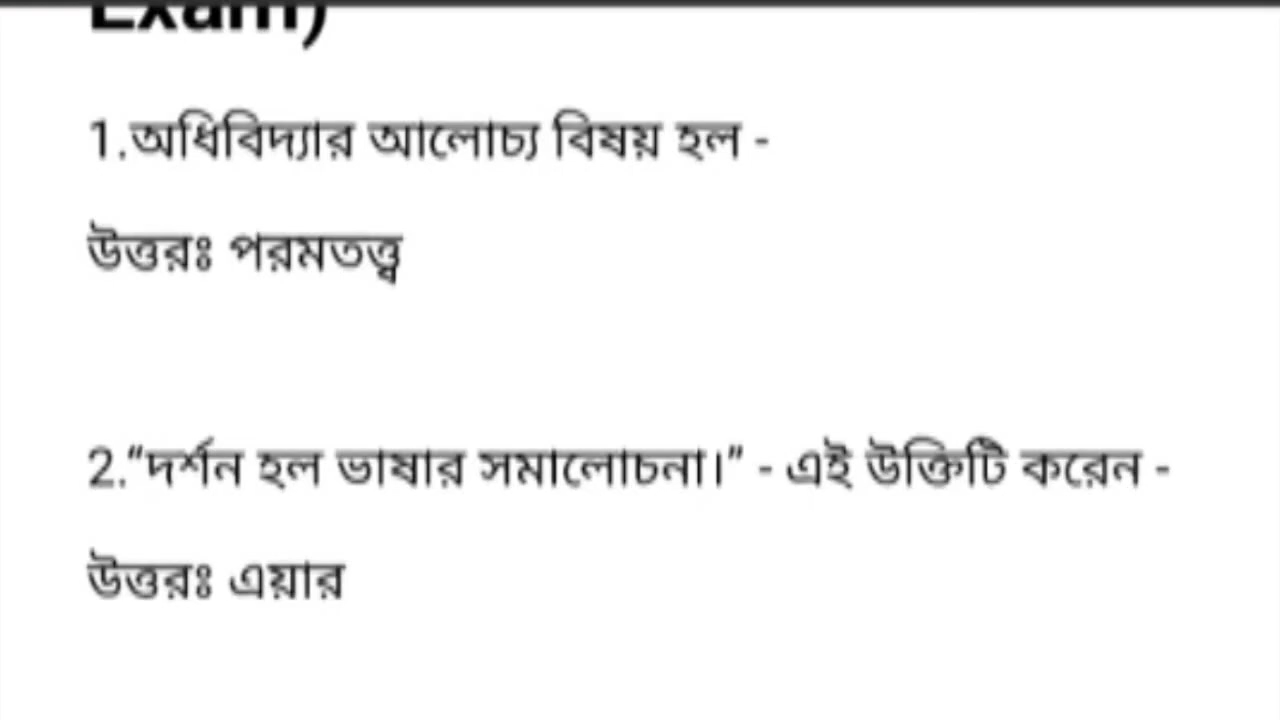 Exam)
1.অধিবিদ্যার আলোচ্য বিষয় হল -
উত্তরঃ পরমতত্ত্ব
2.“দর্শন হল ভাষার সমালোচনা।” - এই উক্তিটি করেন -
উত্তরঃ এয়ার